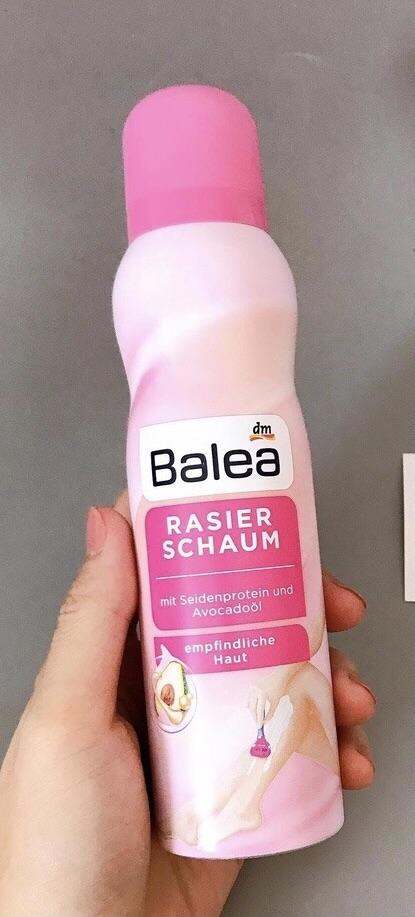 dm
Balea
RASIER
SCHAUM
mit Seidenprotein und
Avocadoöl
empfindliche
Haut